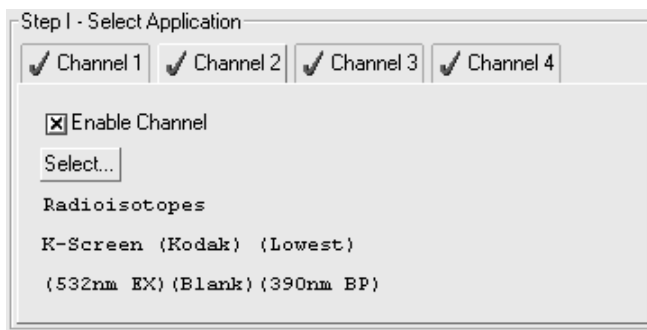 Step I - Select Application
Channel 1 Channel 2 Channel 3 Channel 4
Enable Channel
Select...
Radioisotopes
K-Screen (Kodak) (Lowest)
(532nm EX)(Blank)(390nm BP)